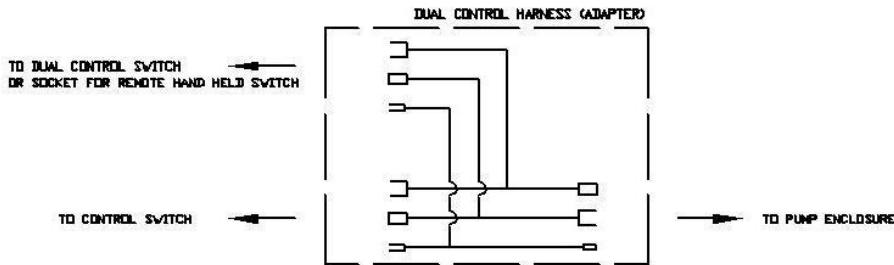 DUAL CONTROL HARNESS (ADAPTER)
TO DUAL CONTROL SWITCH
OR SOCKET FOR REMOTE HAND HELD SWITCH
TO CONTROL SWITCH
TO PUMP ENCLOSURE